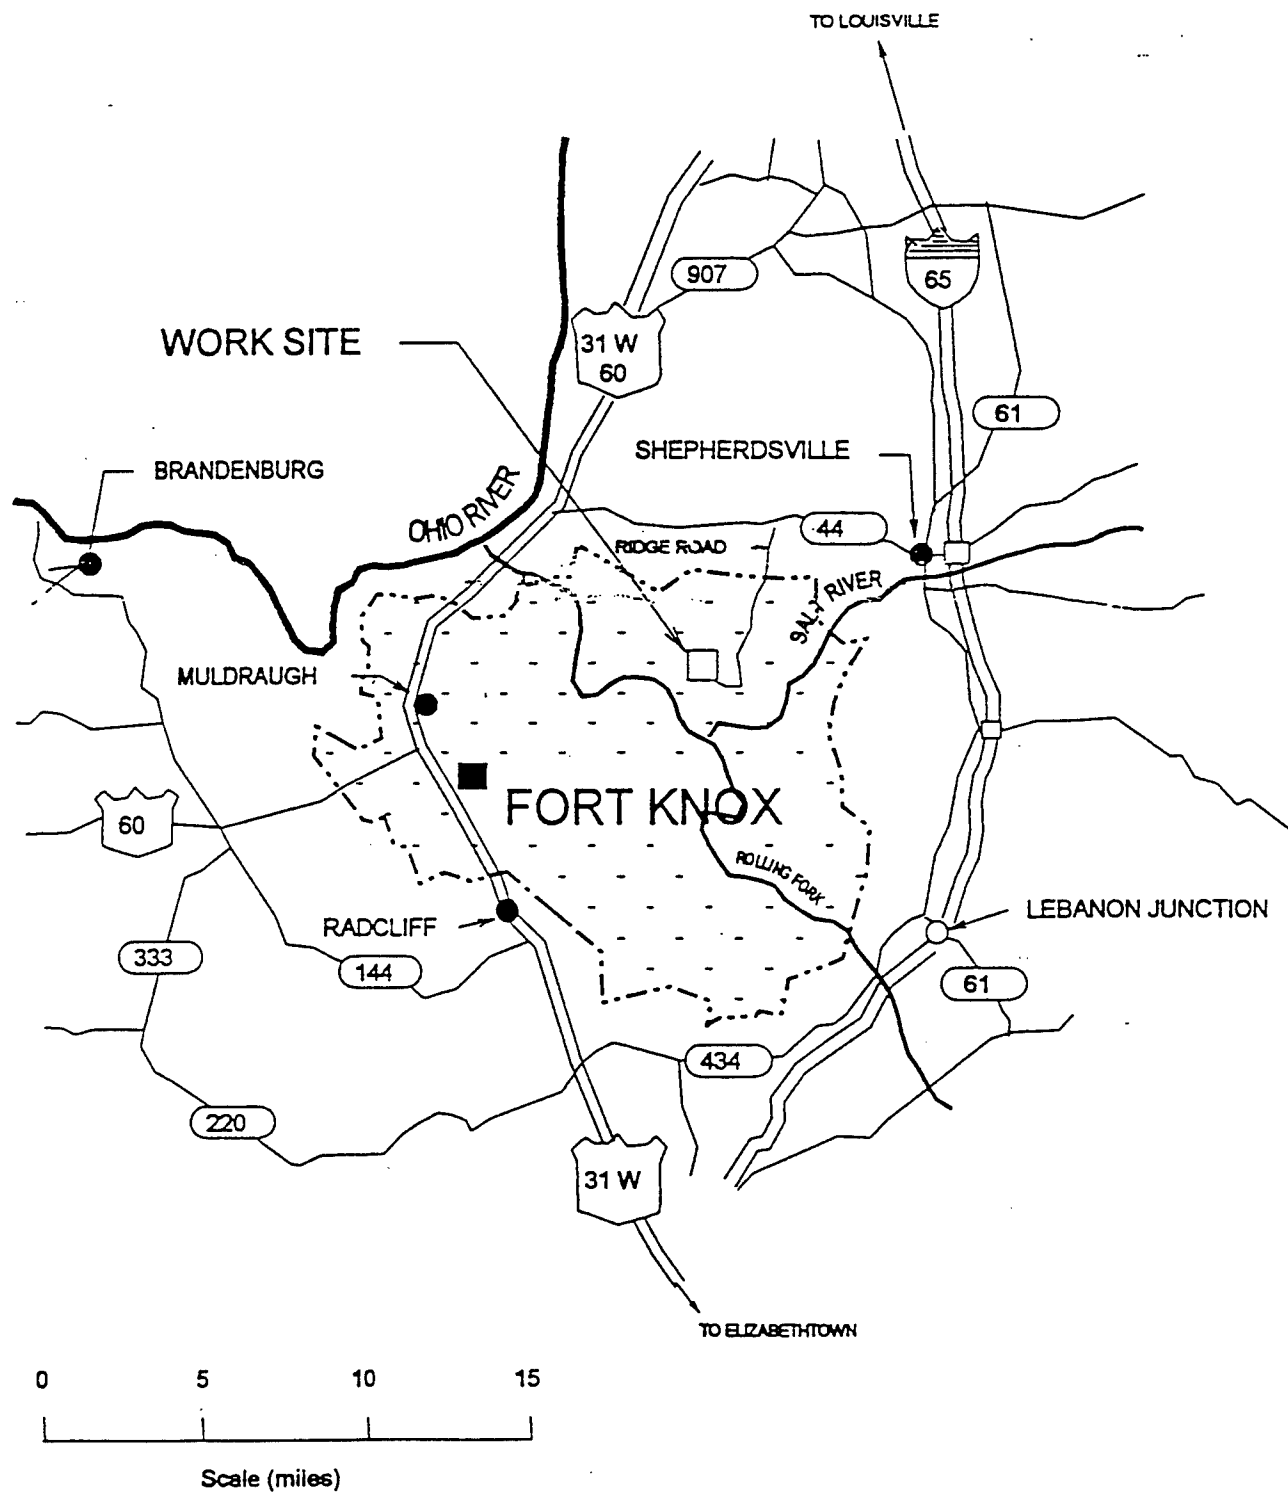 TO LOUISVILLE
907
65
WORK SITE
31 W
60
61
SHEPHERDSVILLE
BRANDENBURG
OHIO RIVER
44
RIDGE ROAD
SALT RIVER
MULDRAUGH
FORT KNOX
60
ROLLING FORK
RADCLIFF
LEBANON JUNCTION
333
144
61
434
220
31 W
TO ELIZABETHTOWN
0 5 10 15
Scale (miles)